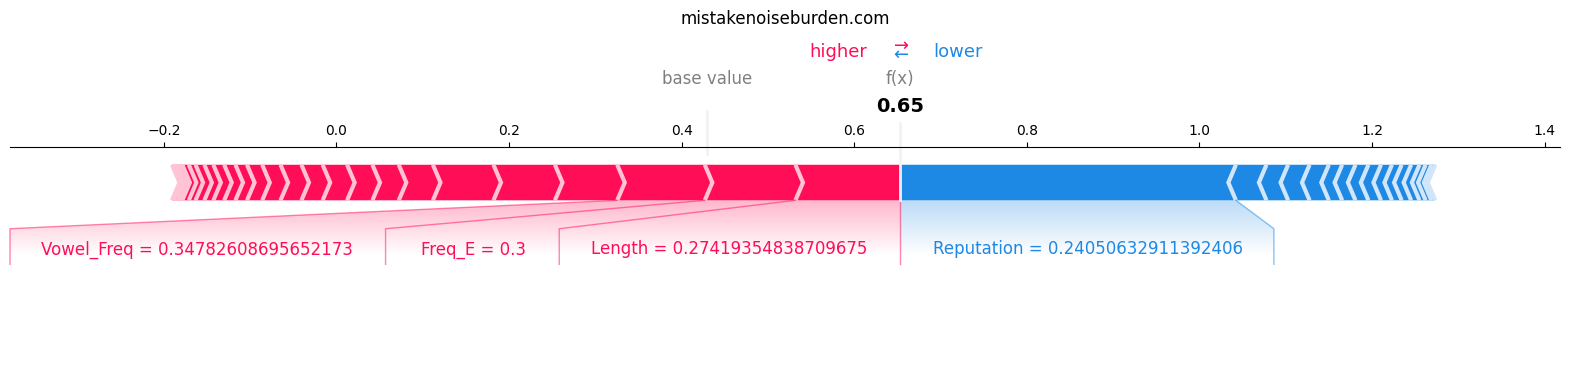 mistakenoiseburden.com
higher → lower
←
base value f(x)
0.65
−0.2 0.0 0.2 0.4 0.6 0.8 1.0 1.2 1.4
Vowel_Freq = 0.34782608695652173 Freq_E = 0.3 Length = 0.27419354838709675 Reputation = 0.24050632911392406